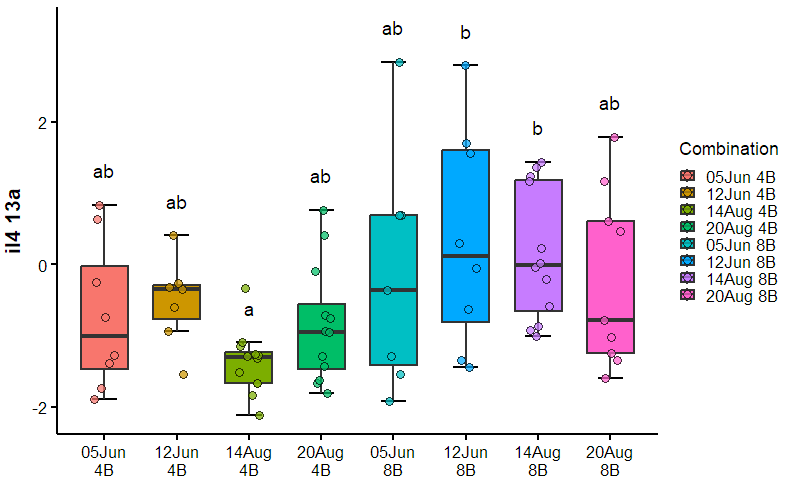 ab
b
ab
ab
ab
ab
b
a
il4 13a
2
0
-2
05Jun 12Jun 14Aug 20Aug 05Jun 12Jun 14Aug 20Aug
4B 4B 4B 4B 8B 8B 8B 8B
Combination
05Jun 4B
12Jun 4B
14Aug 4B
20Aug 4B
05Jun 8B
12Jun 8B
14Aug 8B
20Aug 8B